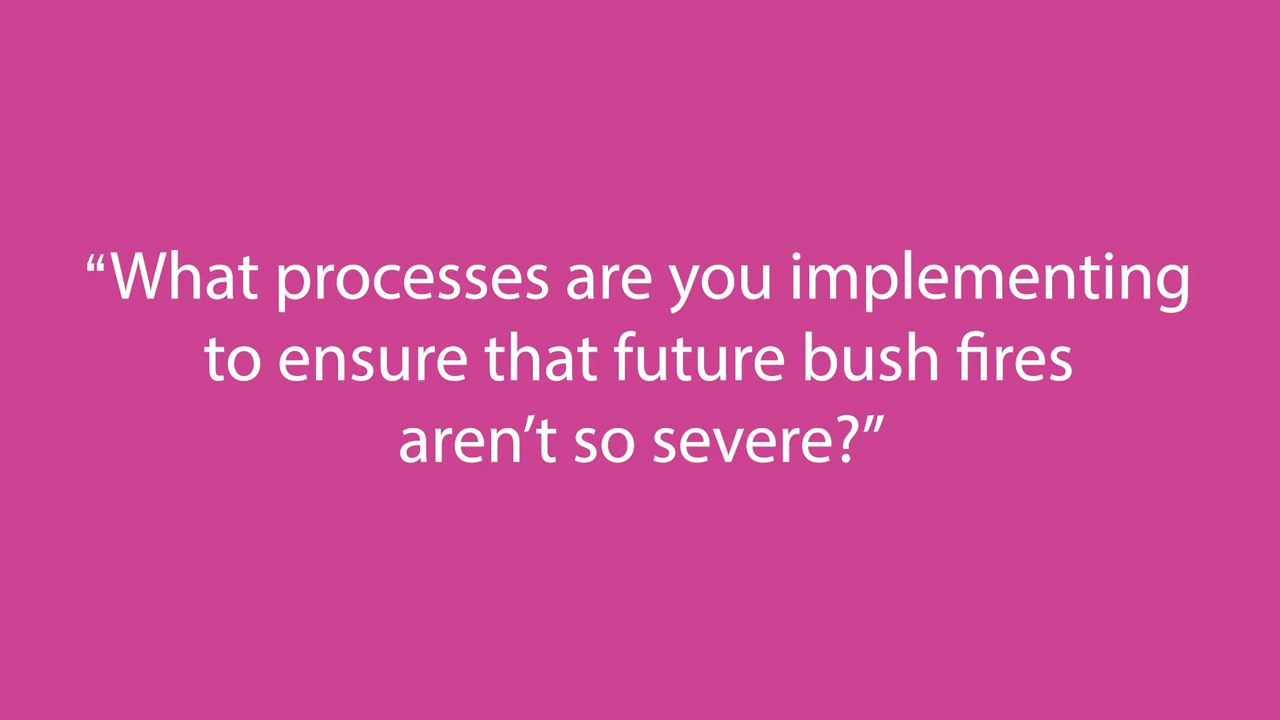 “What processes are you implementing
to ensure that future bush fires
aren’t so severe?”